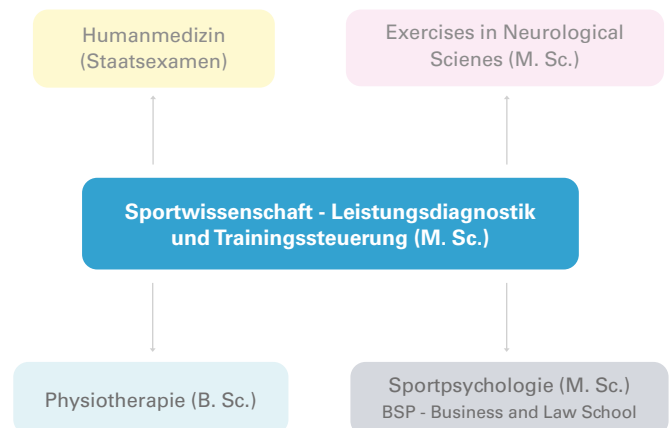 Humanmedizin
(Staatsexamen)
Exercises in Neurological
Scienes (M. Sc.)
Sportwissenschaft - Leistungsdiagnostik
und Trainingssteuerung (M. Sc.)
Physiotherapie (B. Sc.)
Sportpsychologie (M. Sc.)
BSP - Business and Law School